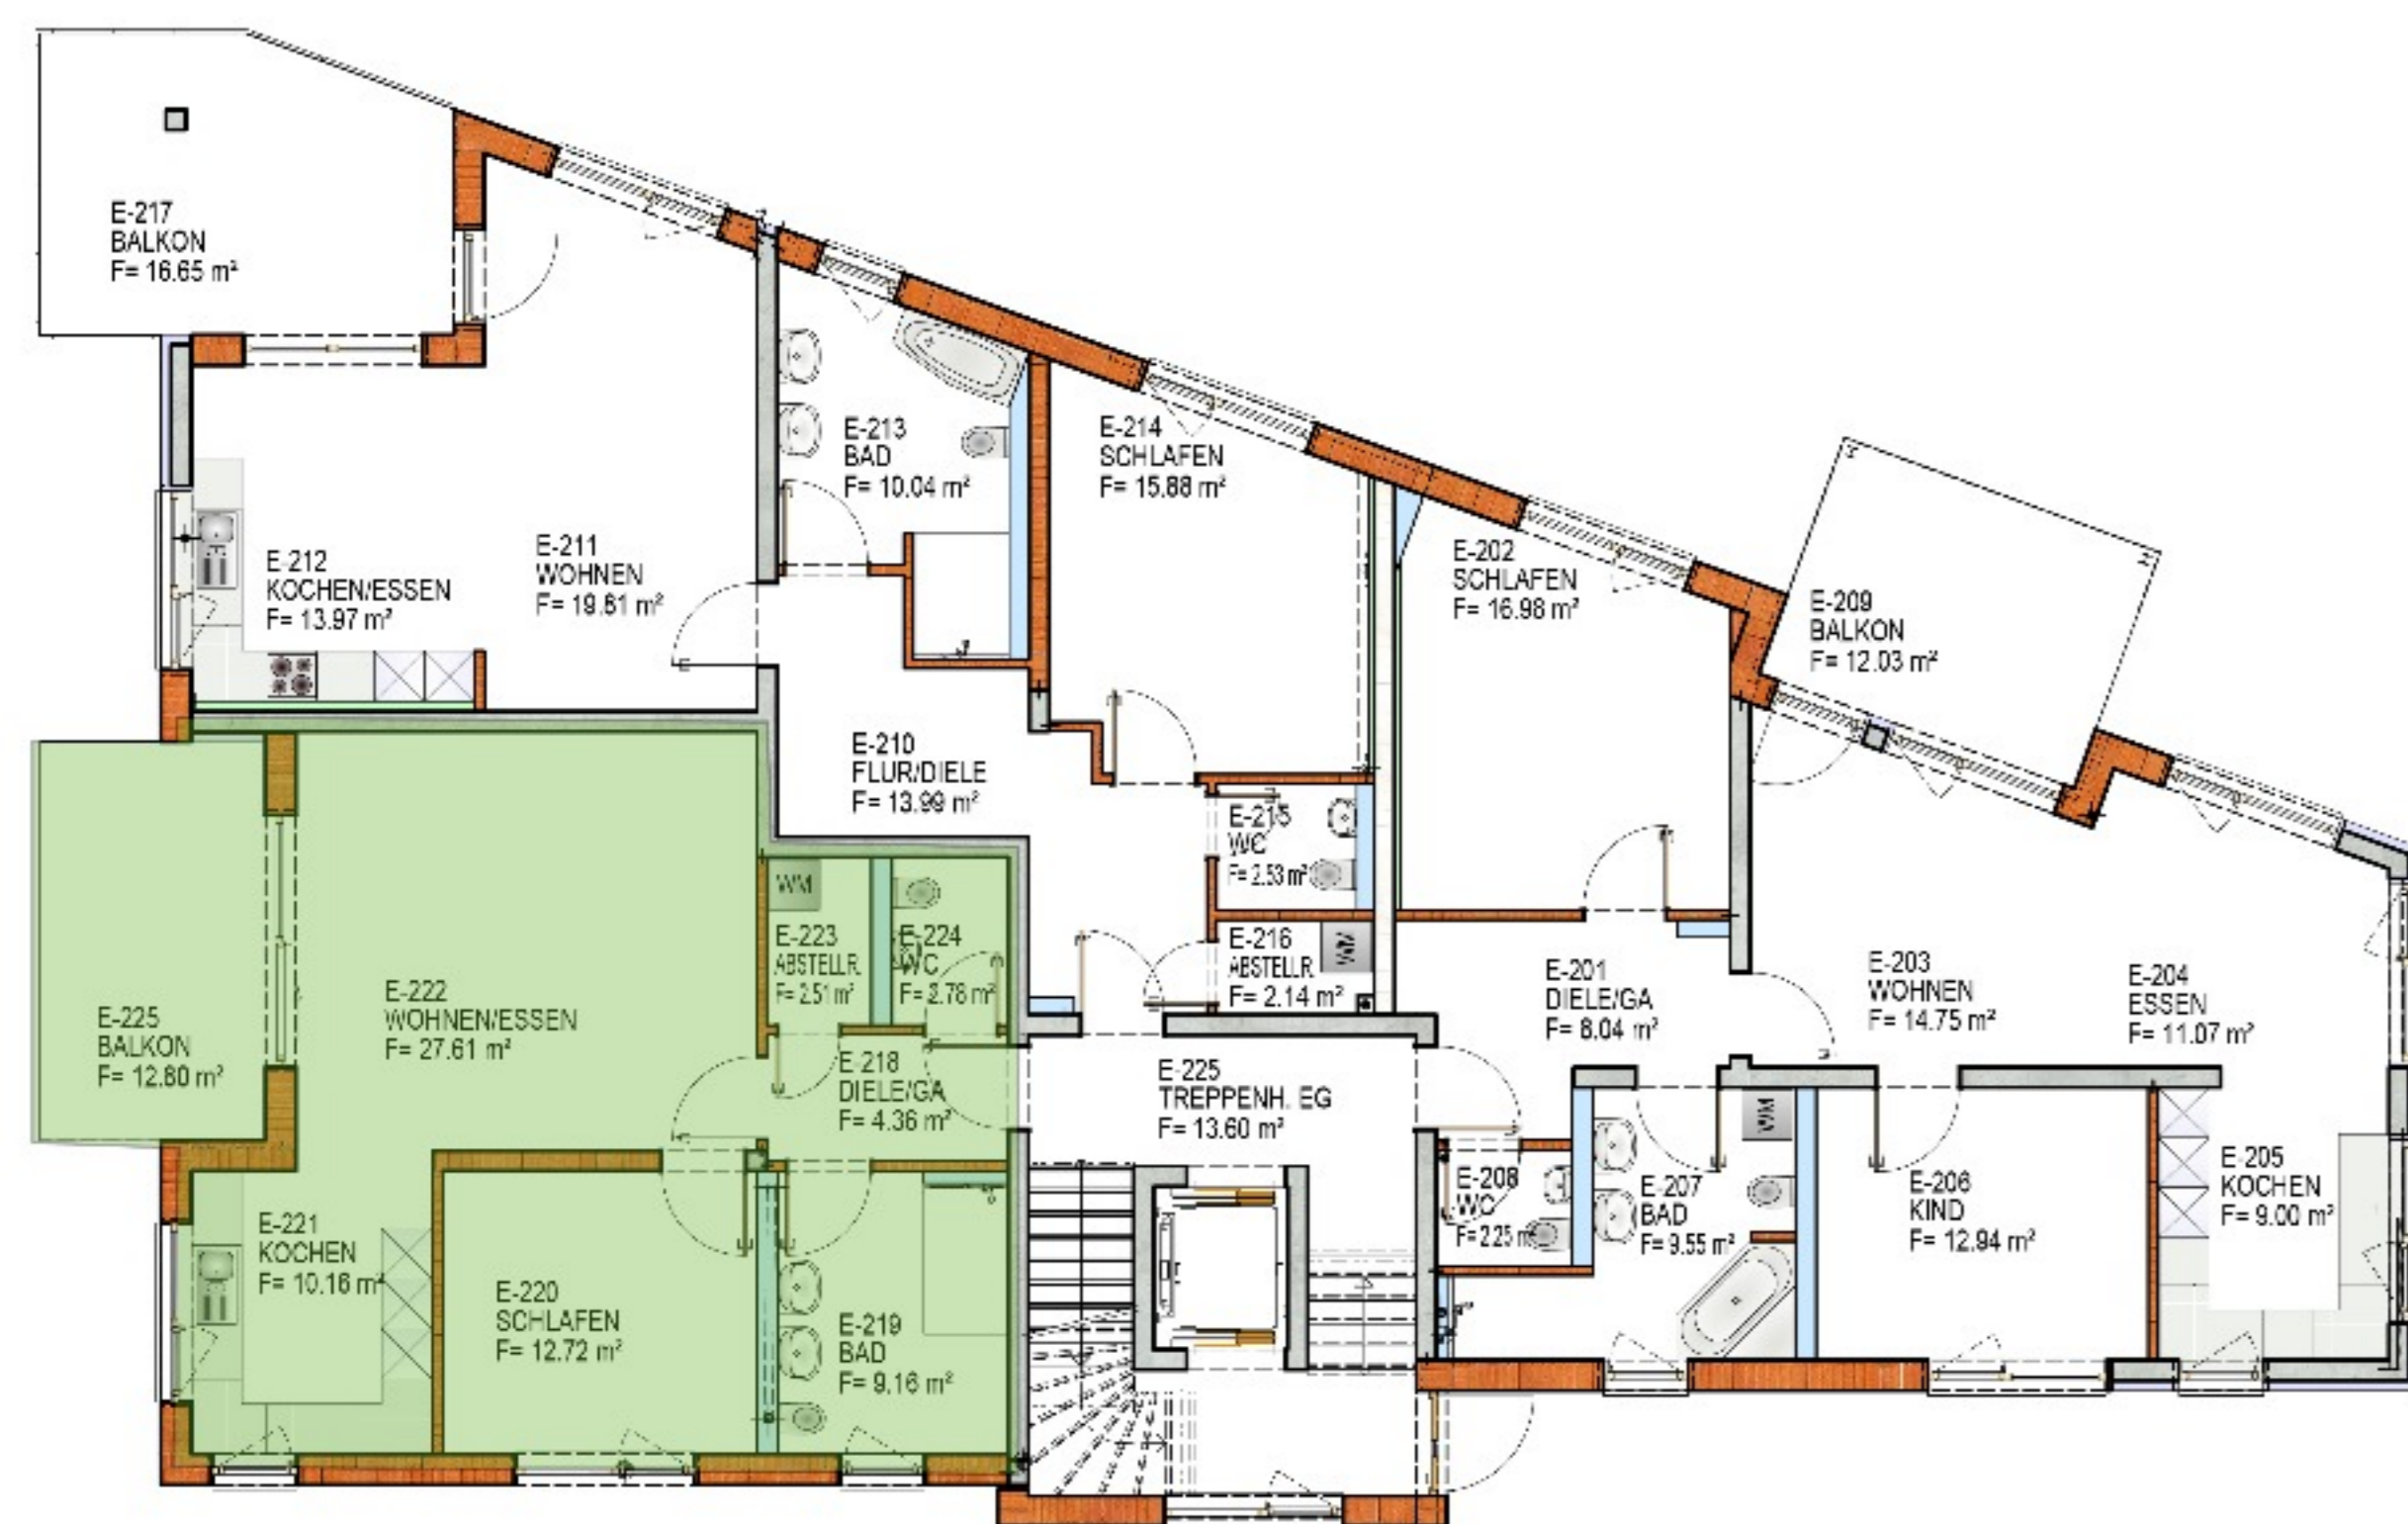 E-217
BALKON
F= 16.65 m²
E-213
BAD
F= 10.04 m²
E-214
SCHLAFEN
F= 15.88 m²
E-212
KOCHEN/ESSEN
F= 13.97 m²
E-211
WOHNEN
F= 19.81 m²
E-202
SCHLAFEN
F= 16.98 m²
E-209
BALKON
F= 12.03 m²
E-210
FLUR/DIELE
F= 13.99 m²
E-215
WC
F= 2.53 m²
WM
E-223
ABSTELLR.
F= 2.51 m²
E-224
WC
F= 2.78 m²
E-216
ABSTELLR.
F= 2.14 m²
WM
E-201
DIELE/GA
F= 8.04 m²
E-203
WOHNEN
F= 14.75 m²
E-204
ESSEN
F= 11.07 m²
E-225
BALKON
F= 12.80 m²
E-222
WOHNEN/ESSEN
F= 27.61 m²
E-218
DIELE/GA
F= 4.36 m²
E-225
TREPPENH. EG
F= 13.60 m²
WM
E-208
WC
F= 2.25 m
E-207
BAD
F= 9.55 m²
E-206
KIND
F= 12.94 m²
E-205
KOCHEN
F= 9.00 m²
E-221
KOCHEN
F= 10.16 m²
E-220
SCHLAFEN
F= 12.72 m²
E-219
BAD
F= 9.16 m²